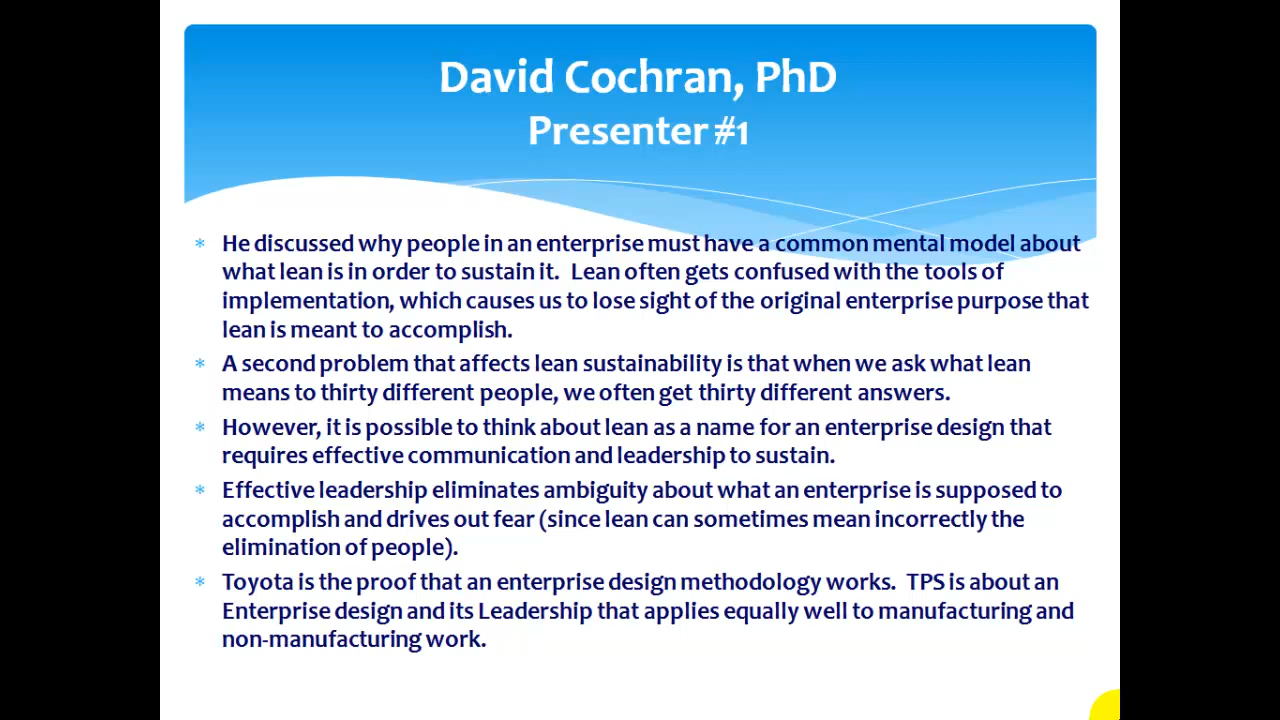 David Cochran, PhD
Presenter #1
* He discussed why people in an enterprise must have a common mental model about
what lean is in order to sustain it.  Lean often gets confused with the tools of
implementation, which causes us to lose sight of the original enterprise purpose that
lean is meant to accomplish.
* A second problem that affects lean sustainability is that when we ask what lean
means to thirty different people, we often get thirty different answers.
* However, it is possible to think about lean as a name for an enterprise design that
requires effective communication and leadership to sustain.
* Effective leadership eliminates ambiguity about what an enterprise is supposed to
accomplish and drives out fear (since lean can sometimes mean incorrectly the
elimination of people).
* Toyota is the proof that an enterprise design methodology works.  TPS is about an
Enterprise design and its Leadership that applies equally well to manufacturing and
non-manufacturing work.